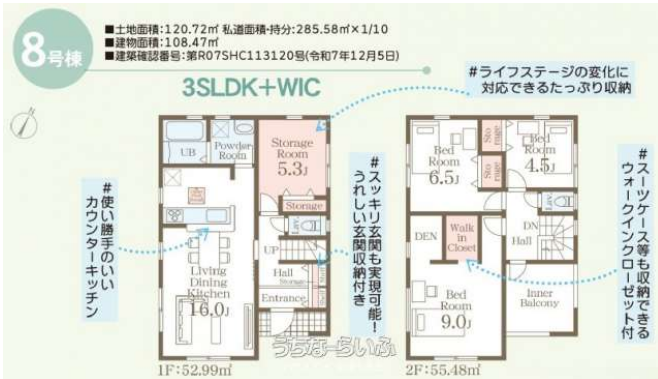 8号棟
■土地面積:120.72㎡ 私道面積・持分:285.58㎡×1/10
■建物面積:108.47㎡
■建築確認番号:第R07SHC113120号(令和7年12月5日)
3SLDK+WIC
#ライフステージの変化に
対応できるたっぷり収納
UB
Powder
Room
Storage
Room
5.3J
Storage
Lav.
UP
Hall
Storage
Entrance
Living
Dining
Kitchen
16.0J
1F:52.99㎡
#使い勝手のいい
カウンターキッチン
#スッキリ玄関も実現可能!
うれしい玄関収納付き
Bed
Room
6.5J
Sto
rage
Sto
rage
Bed
Room
4.5J
Lav.
DN
Hall
DEN
Walk
in
Closet
Bed
Room
9.0J
Inner
Balcony
2F:55.48㎡
#スーツケース等も収納できる
ウォークインクローゼット付
うちなーらいふ